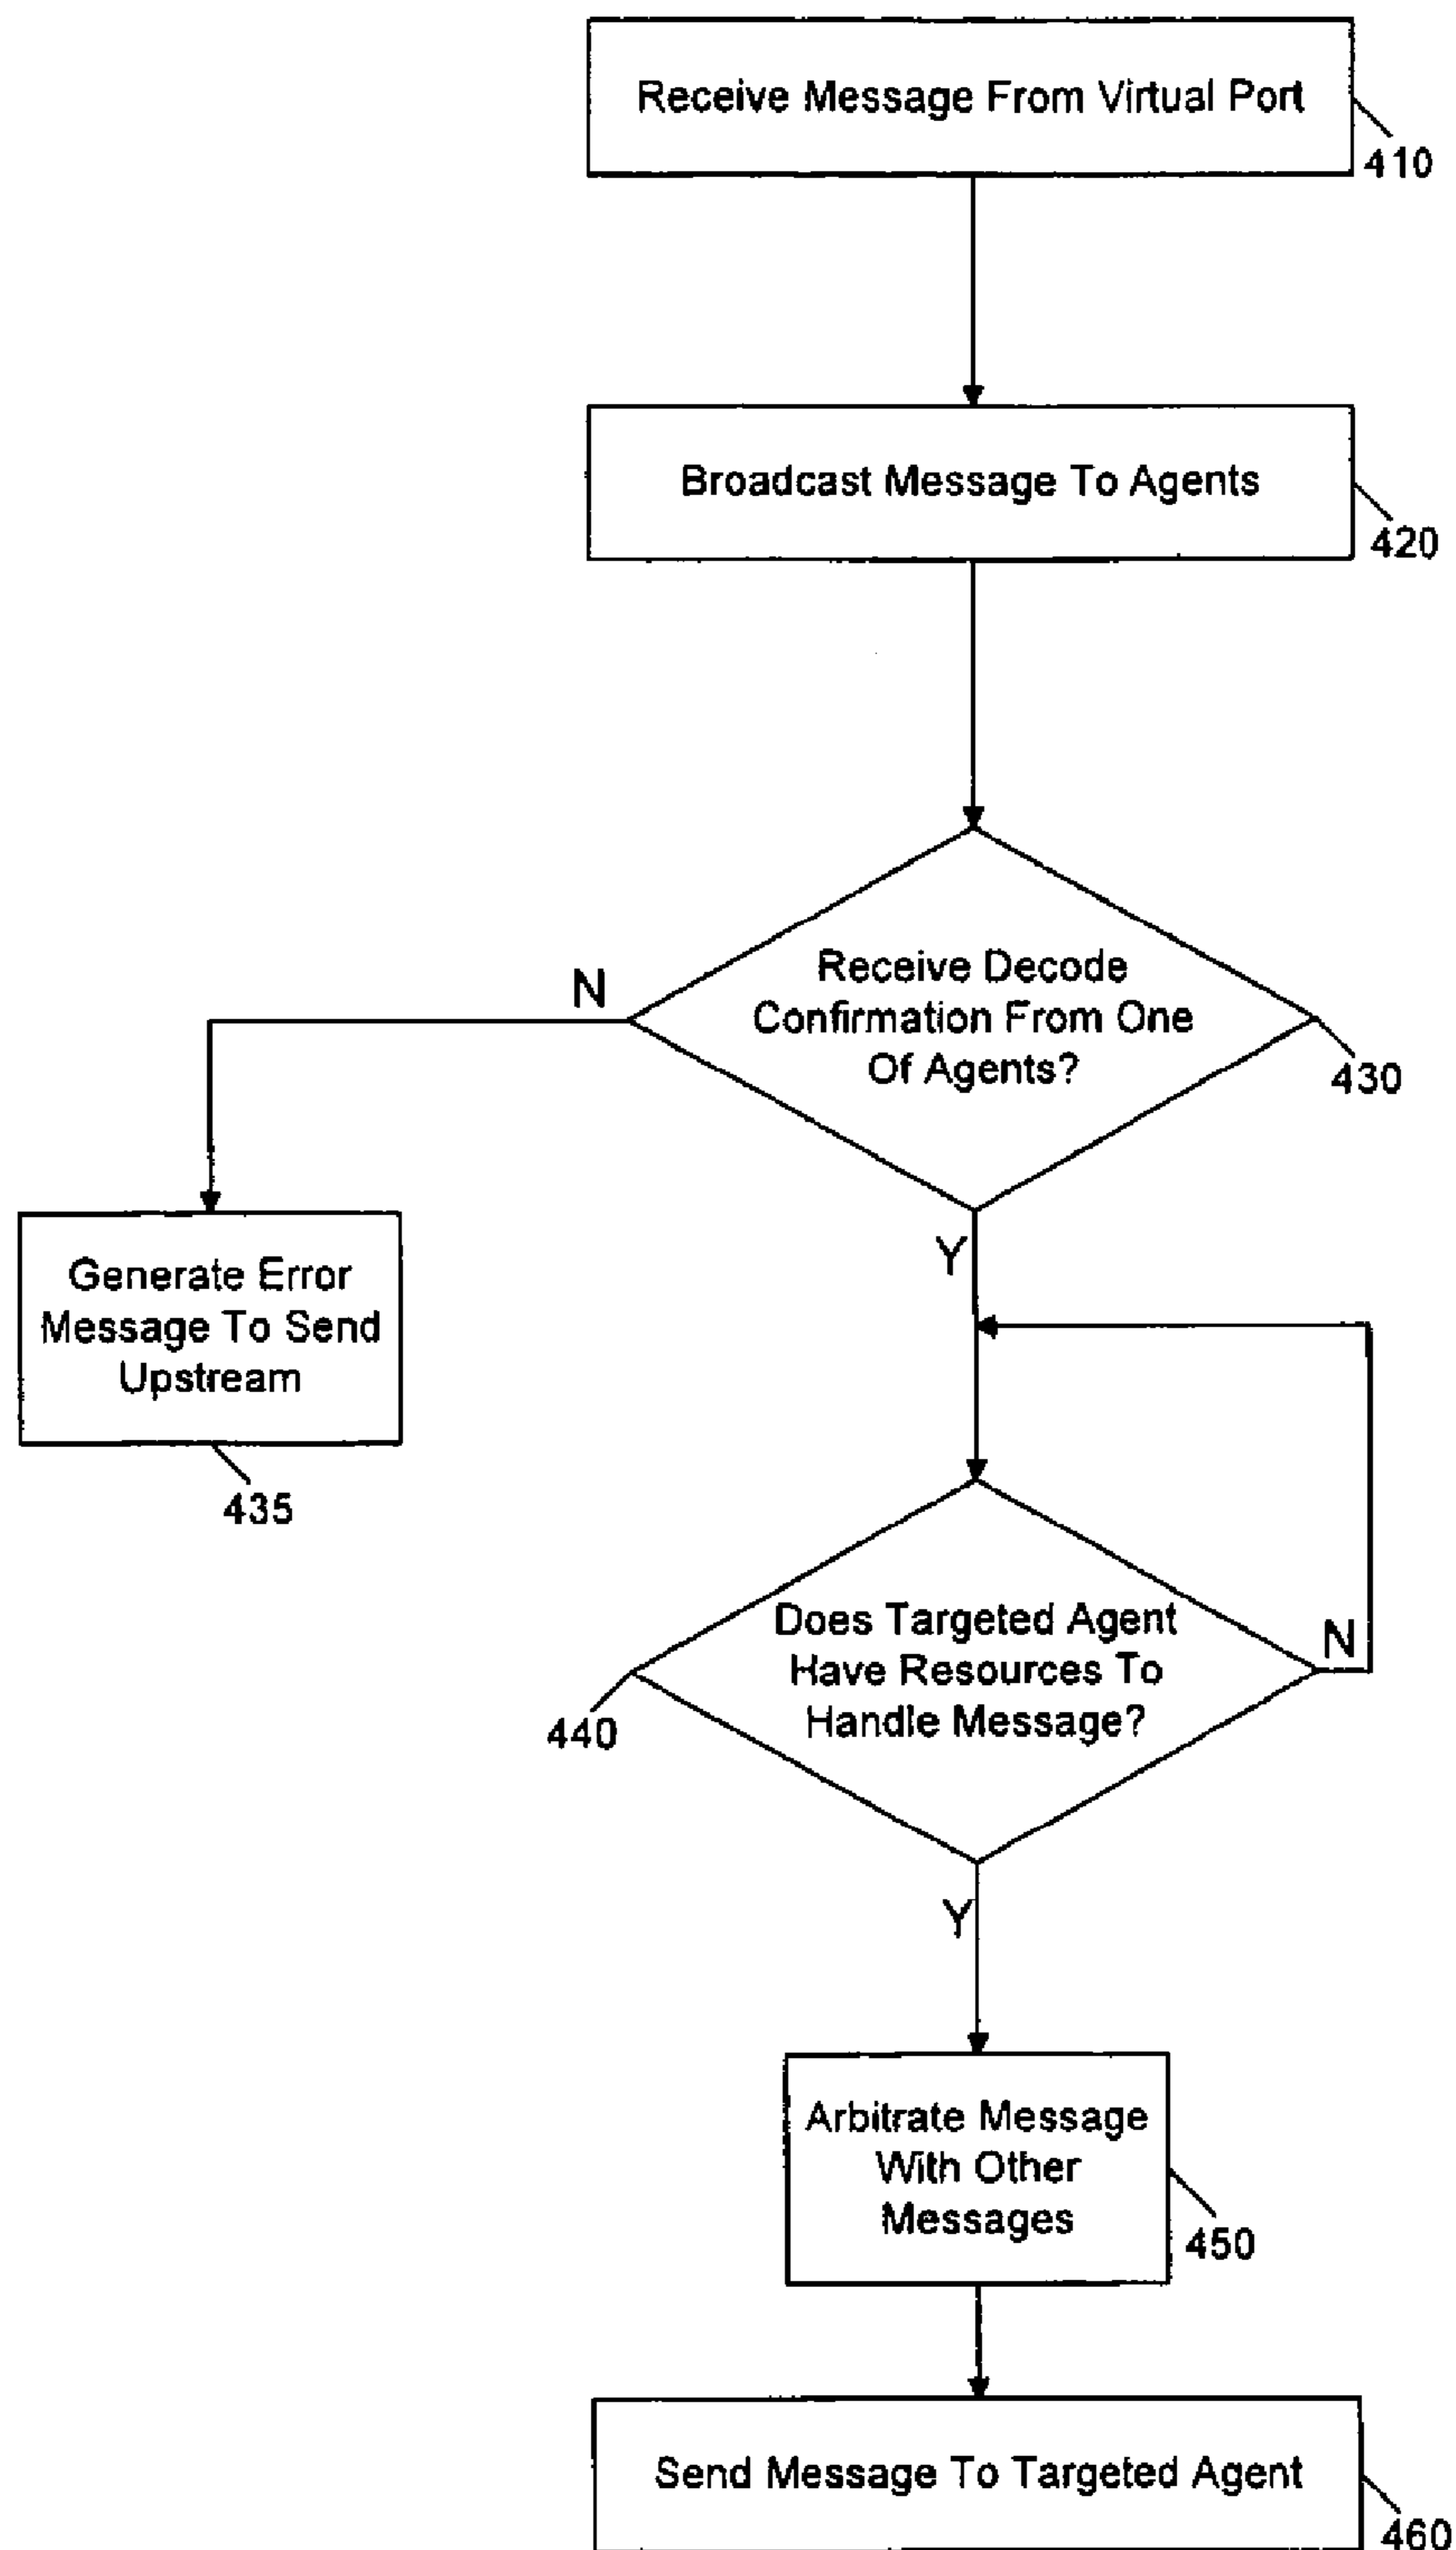 Receive Message From Virtual Port
410
Broadcast Message To Agents
420
Receive Decode
Confirmation From One
Of Agents?
430
N
Y
Generate Error
Message To Send
Upstream
435
Does Targeted Agent
Have Resources To
Handle Message?
440
N
Y
Arbitrate Message
With Other
Messages
450
Send Message To Targeted Agent
460